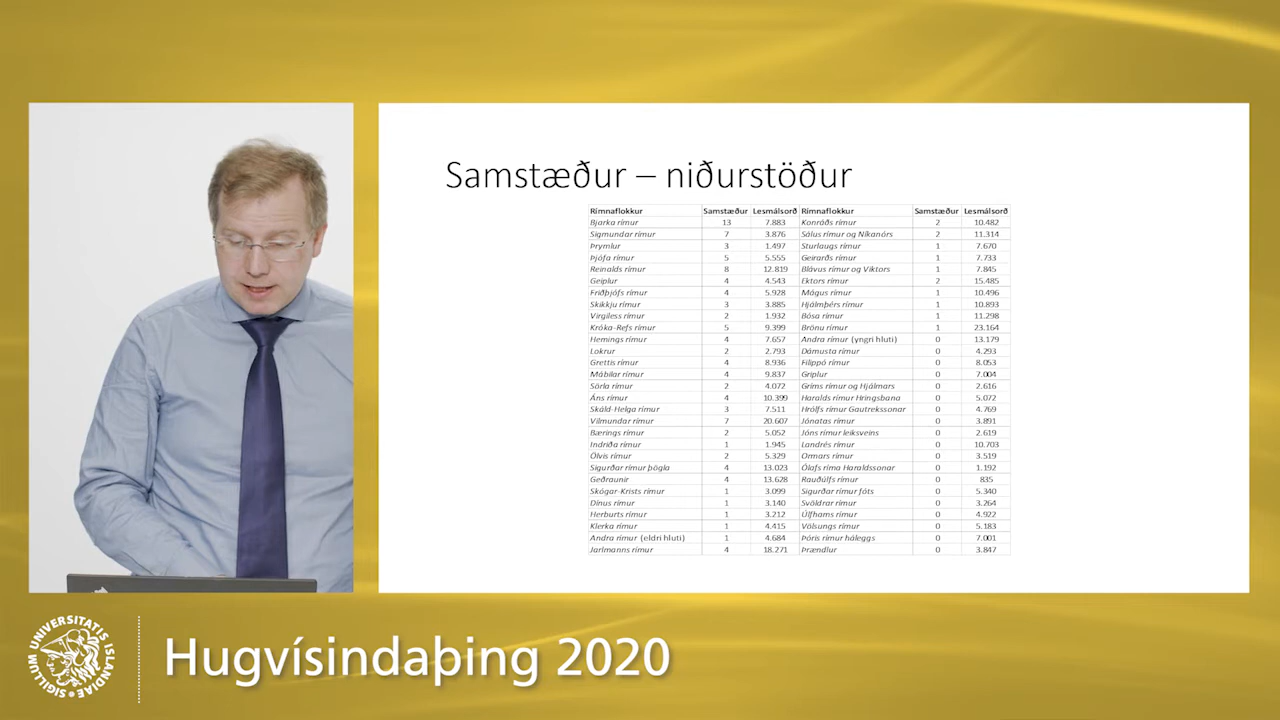 Samstæður – niðurstöður
Rímnaflokkur Samstæður Lesmálsorð Rímnaflokkur Samstæður Lesmálsorð
Bjarka rímur 13 7.883 Konráðs rímur 2 10.482
Sigmundar rímur 7 3.876 Sálus rímur og Níkanórs 2 11.314
Þrymlur 3 1.497 Sturlaugs rímur 1 7.670
Þjófa rímur 5 5.555 Geirarðs rímur 1 7.733
Reinalds rímur 8 12.819 Blávus rímur og Viktors 1 7.845
Geiplur 4 4.543 Ektors rímur 2 15.485
Friðþjófs rímur 4 5.928 Mágus rímur 1 10.496
Skikkju rímur 3 3.885 Hjálmþérs rímur 1 10.893
Virgiless rímur 2 1.932 Bósa rímur 1 11.298
Króka-Refs rímur 5 9.399 Brönu rímur 1 23.164
Hemings rímur 4 7.657 Andra rímur (yngri hluti) 0 13.179
Lokrur 2 2.793 Dámusta rímur 0 4.293
Grettis rímur 4 8.936 Filippó rímur 0 8.053
Mábilar rímur 4 9.837 Griplur 0 7.004
Sörla rímur 2 4.072 Gríms rímur og Hjálmars 0 2.616
Áns rímur 4 10.399 Haralds rímur Hringsbana 0 5.072
Skáld-Helga rímur 3 7.511 Hrólfs rímur Gautrekssonar 0 4.769
Vilmundar rímur 7 20.607 Jónatas rímur 0 3.891
Bærings rímur 2 5.052 Jóns rímur leiksveins 0 2.619
Indriða rímur 1 1.945 Landrés rímur 0 10.703
Ölvis rímur 2 5.329 Ormars rímur 0 3.519
Sigurðar rímur þögla 4 13.023 Ólafs ríma Haraldssonar 0 1.192
Geðraunir 4 13.628 Rauðúlfs rímur 0 835
Skógar-Krists rímur 1 3.099 Sigurðar rímur fóts 0 5.340
Dínus rímur 1 3.140 Svöldrar rímur 0 3.264
Herburts rímur 1 3.212 Úlfhams rímur 0 4.922
Klerka rímur 1 4.415 Völsungs rímur 0 5.183
Andra rímur (eldri hluti) 1 4.684 Þóris rímur háleggs 0 7.001
Jarlmanns rímur 4 18.271 Þrændlur 0 3.847
SIGILLUM UNIVERSITATIS ISLANDIAE
Hugvísindaþing 2020